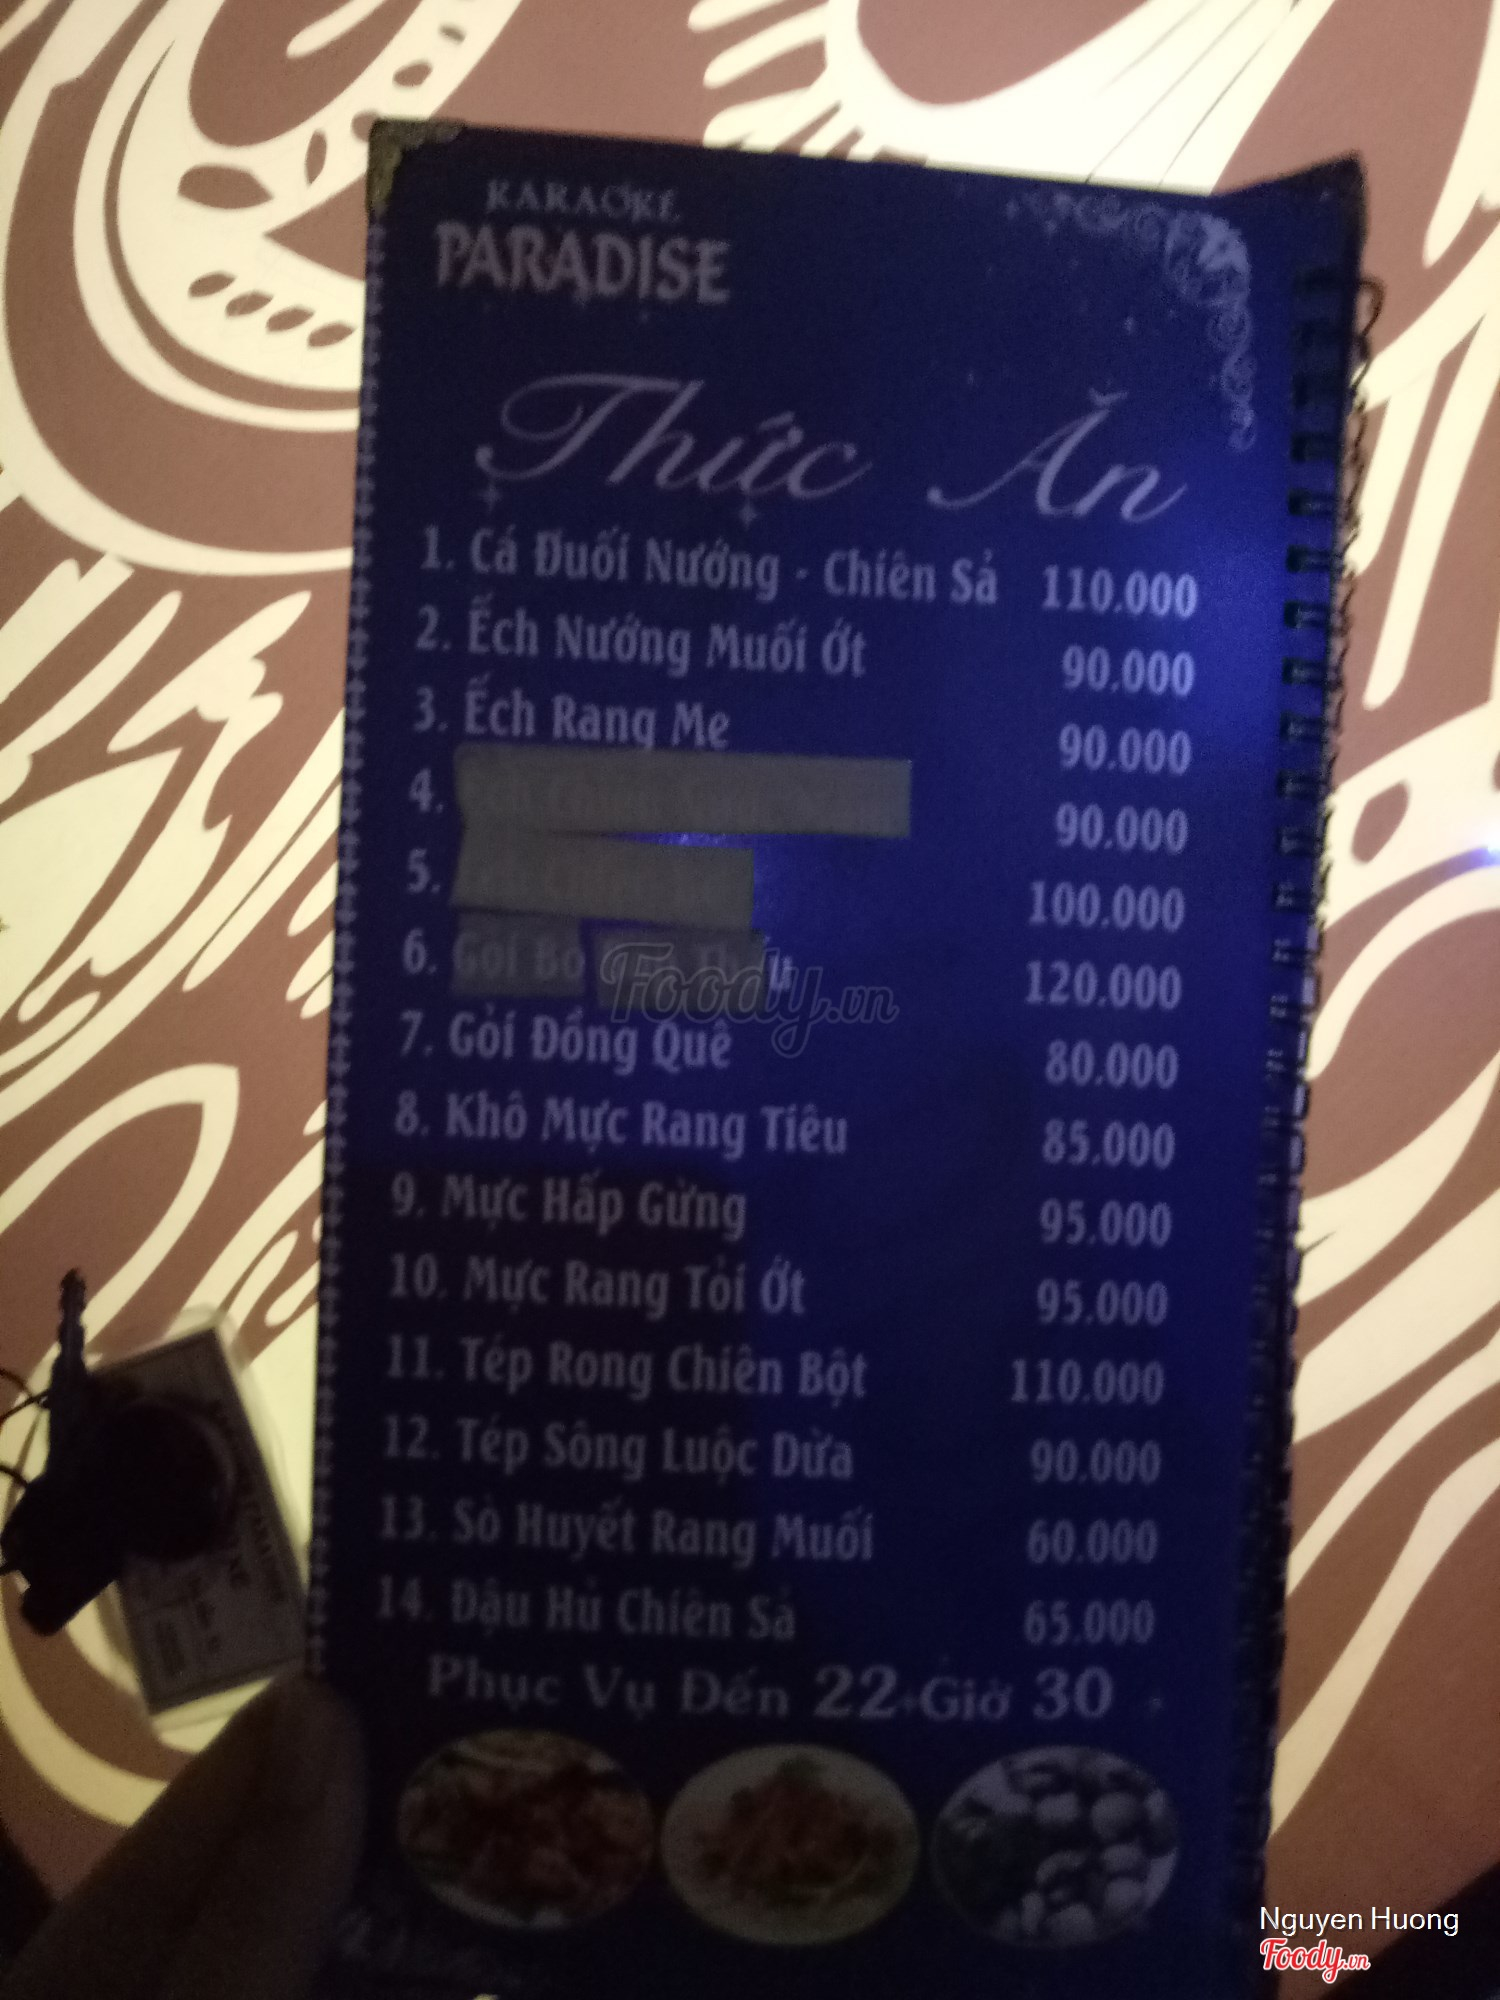 KARAOKE
PARADISE
Thức Ăn
1. Cá Đuối Nướng - Chiên Sả 110.000
2. Ếch Nướng Muối Ớt 90.000
3. Ếch Rang Me 90.000
4. 90.000
5. 100.000
6. Gỏi Bò 120.000
7. Gỏi Đồng Quê 80.000
8. Khô Mực Rang Tiêu 85.000
9. Mực Hấp Gừng 95.000
10. Mực Rang Tỏi Ớt 95.000
11. Tép Rong Chiên Bột 110.000
12. Tép Sông Luộc Dừa 90.000
13. Sò Huyết Rang Muối 60.000
14. Đậu Hủ Chiên Sả 65.000
Phục Vụ Đến 22 Giờ 30
Foody.vn
Nguyen Huong
Foody.vn